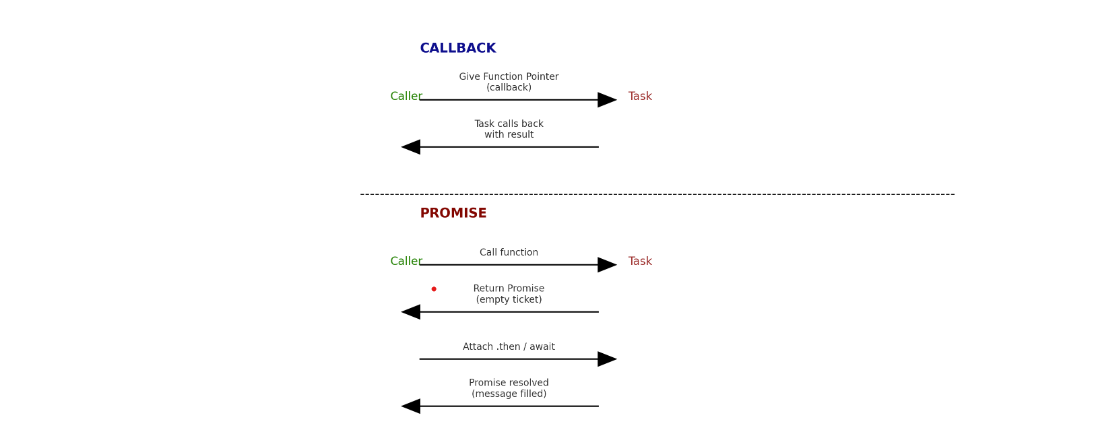 CALLBACK
Give Function Pointer
(callback)
Caller
Task
Task calls back
with result
PROMISE
Call function
Caller
Task
Return Promise
(empty ticket)
Attach .then / await
Promise resolved
(message filled)